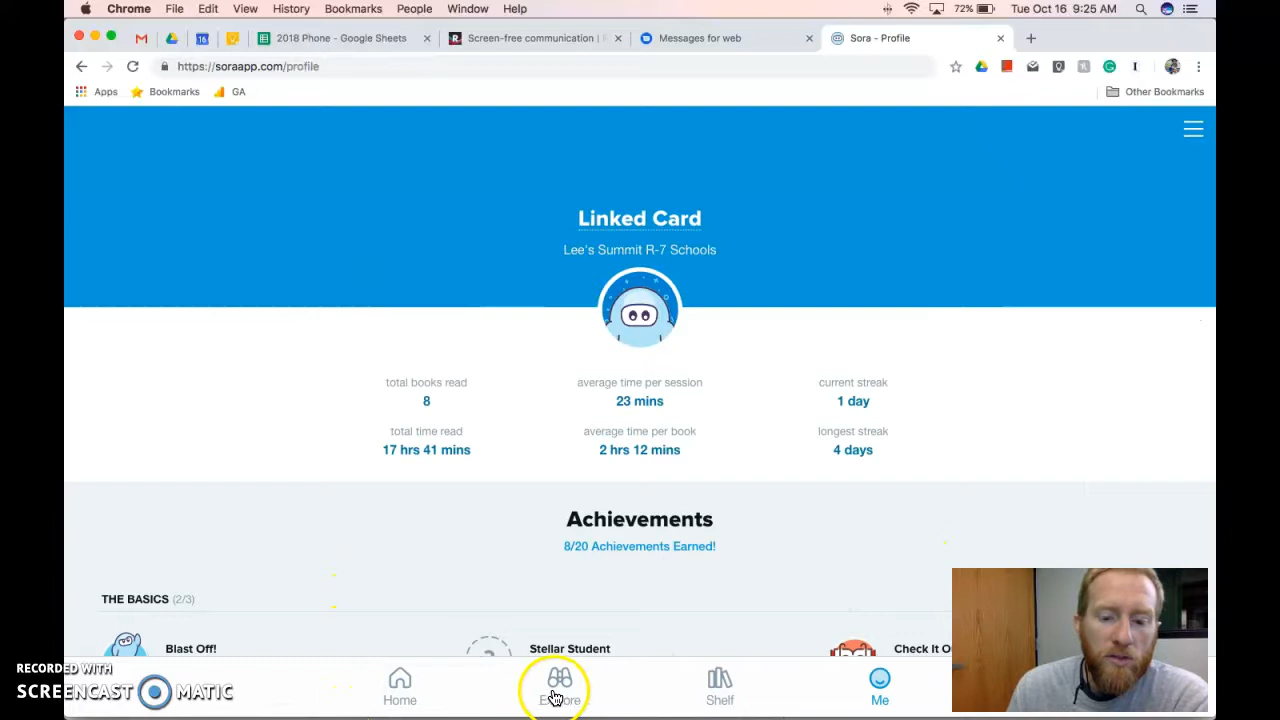 Chrome File Edit View History Bookmarks People Window Help 72% Tue Oct 16 9:25 AM
16 2018 Phone - Google Sheets Screen-free communication | Messages for web Sora - Profile
https://soraapp.com/profile
Apps Bookmarks GA Other Bookmarks
Linked Card
Lee's Summit R-7 Schools
total books read average time per session current streak
8 23 mins 1 day
total time read average time per book longest streak
17 hrs 41 mins 2 hrs 12 mins 4 days
Achievements
8/20 Achievements Earned!
THE BASICS (2/3)
Blast Off! Stellar Student Check It O
RECORDED WITH
SCREENCAST MATIC
Home Explore Shelf Me